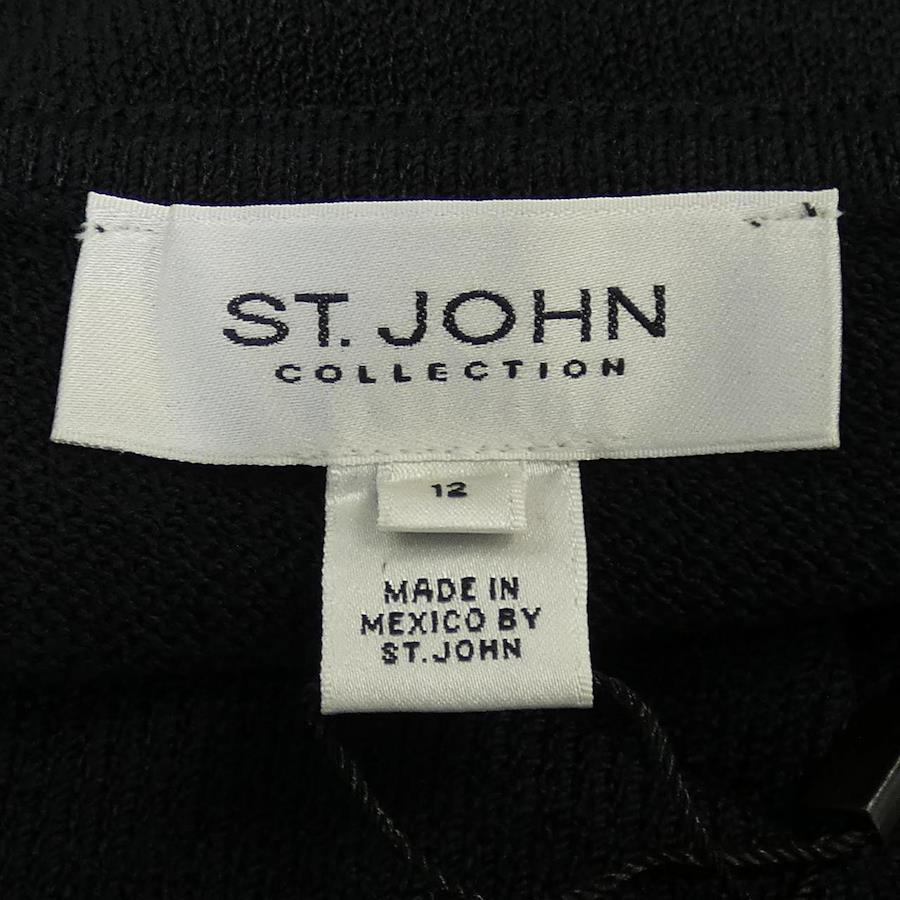 ST. JOHN
COLLECTION
12
MADE IN
MEXICO BY
ST. JOHN